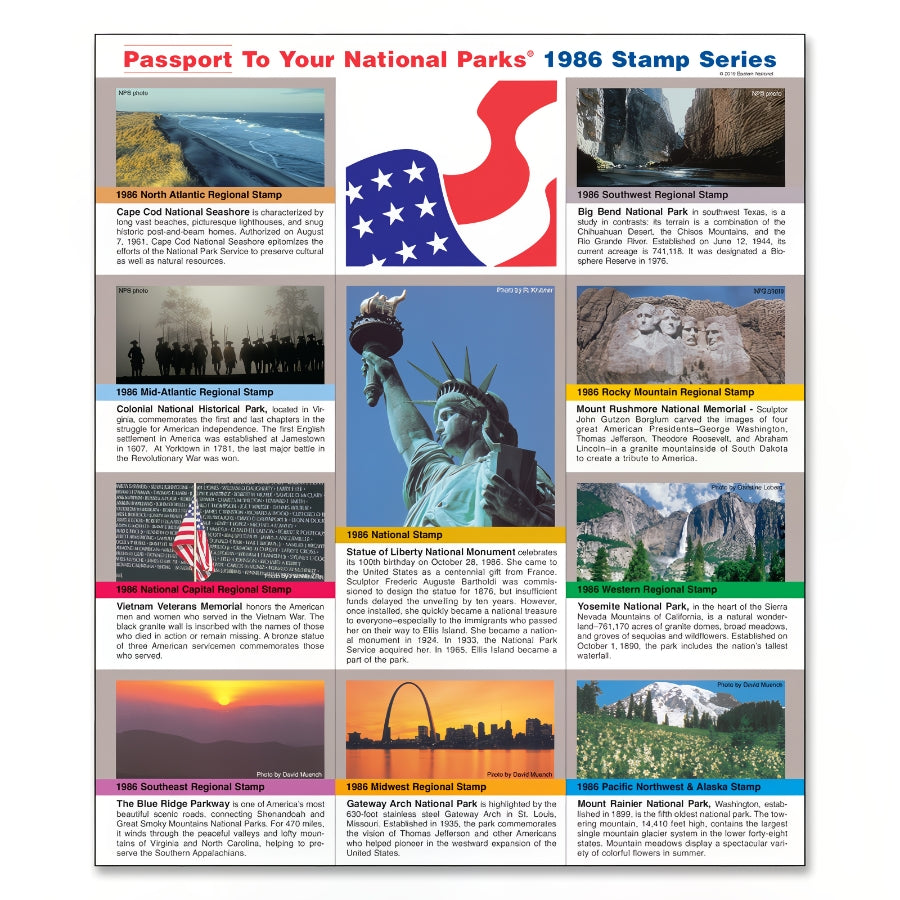 Passport To Your National Parks® 1986 Stamp Series
© 2019 Eastern National
NPS photo
1986 North Atlantic Regional Stamp
Cape Cod National Seashore is characterized by
long vast beaches, picturesque lighthouses, and snug
historic post-and-beam homes. Authorized on August
7, 1961, Cape Cod National Seashore epitomizes the
efforts of the National Park Service to preserve cultural
as well as natural resources.
NPS photo
1986 Southwest Regional Stamp
Big Bend National Park in southwest Texas, is a
study in contrasts; its terrain is a combination of the
Chihuahuan Desert, the Chisos Mountains, and the
Rio Grande River. Established on June 12, 1944, its
current acreage is 741,118. It was designated a Bio-
sphere Reserve in 1976.
NPS photo
1986 Mid-Atlantic Regional Stamp
Colonial National Historical Park, located in Vir-
ginia, commemorates the first and last chapters in the
struggle for American independence. The first English
settlement in America was established at Jamestown
in 1607. At Yorktown in 1781, the last major battle in
the Revolutionary War was won.
Photo by R. Krubner
1986 National Stamp
Statue of Liberty National Monument celebrates
its 100th birthday on October 28, 1986. She came to
the United States as a centennial gift from France.
Sculptor Frederic Auguste Bartholdi was commis-
sioned to design the statue for 1876, but insufficient
funds delayed the unveiling by ten years. However,
once installed, she quickly became a national treasure
to everyone–especially to the immigrants who passed
her on their way to Ellis Island. She became a nation-
al monument in 1924. In 1933, the National Park
Service acquired her. In 1965. Ellis Island became a
part of the park.
NPS photo
1986 Rocky Mountain Regional Stamp
Mount Rushmore National Memorial - Sculptor
John Gutzon Borglum carved the images of four
great American Presidents–George Washington,
Thomas Jefferson, Theodore Roosevelt, and Abraham
Lincoln–in a granite mountainside of South Dakota
to create a tribute to America.
1986 National Capital Regional Stamp
Vietnam Veterans Memorial honors the American
men and women who served in the Vietnam War. The
black granite wall is inscribed with the names of those
who died in action or remain missing. A bronze statue
of three American servicemen commemorates those
who served.
Photo by Christine Loberg
1986 Western Regional Stamp
Yosemite National Park, in the heart of the Sierra
Nevada Mountains of California, is a natural wonder-
land–761,170 acres of granite domes, broad meadows,
and groves of sequoias and wildflowers. Established on
October 1, 1890, the park includes the nation's tallest
waterfall.
Photo by David Muench
1986 Southeast Regional Stamp
The Blue Ridge Parkway is one of America's most
beautiful scenic roads, connecting Shenandoah and
Great Smoky Mountains National Parks. For 470 miles,
it winds through the peaceful valleys and lofty moun-
tains of Virginia and North Carolina, helping to pre-
serve the Southern Appalachians.
Photo by David Muench
1986 Midwest Regional Stamp
Gateway Arch National Park is highlighted by the
630-foot stainless steel Gateway Arch in St. Louis,
Missouri. Established in 1935, the park commemorates
the vision of Thomas Jefferson and other Americans
who helped pioneer in the westward expansion of the
United States.
Photo by David Muench
1986 Pacific Northwest & Alaska Stamp
Mount Rainier National Park, Washington, estab-
lished in 1899, is the fifth oldest national park. The tow-
ering mountain, 14,410 feet high, contains the largest
single mountain glacier system in the lower forty-eight
states. Mountain meadows display a spectacular vari-
ety of colorful flowers in summer.